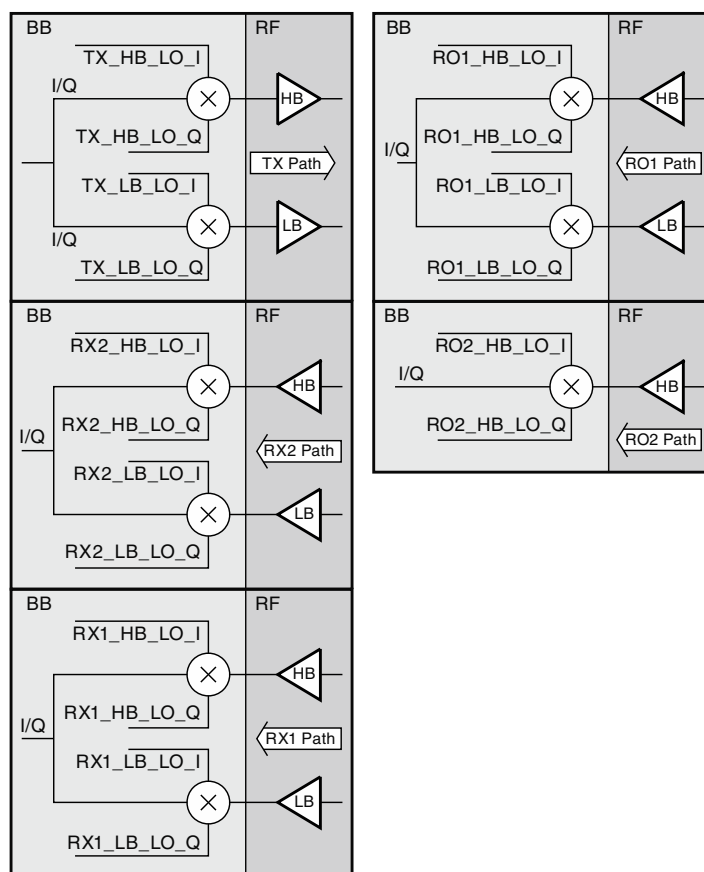 BB RF
TX_HB_LO_I
I/Q
HB
TX_HB_LO_Q
TX Path
TX_LB_LO_I
LB
I/Q
TX_LB_LO_Q
BB RF
RX2_HB_LO_I
HB
RX2_HB_LO_Q
I/Q
RX2 Path
RX2_LB_LO_I
LB
RX2_LB_LO_Q
BB RF
RX1_HB_LO_I
HB
RX1_HB_LO_Q
I/Q
RX1 Path
RX1_LB_LO_I
LB
RX1_LB_LO_Q
BB RF
RO1_HB_LO_I
HB
RO1_HB_LO_Q
I/Q
RO1 Path
RO1_LB_LO_I
LB
RO1_LB_LO_Q
BB RF
RO2_HB_LO_I
I/Q
HB
RO2_HB_LO_Q
RO2 Path